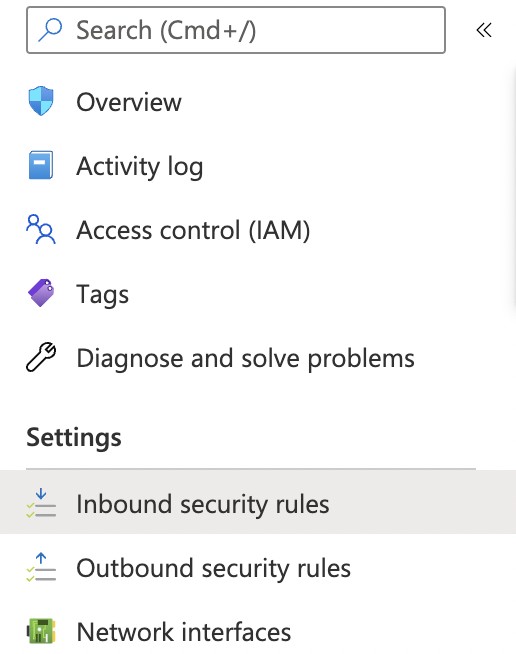 Search (Cmd+/)
Overview
Activity log
Access control (IAM)
Tags
Diagnose and solve problems
Settings
Inbound security rules
Outbound security rules
Network interfaces